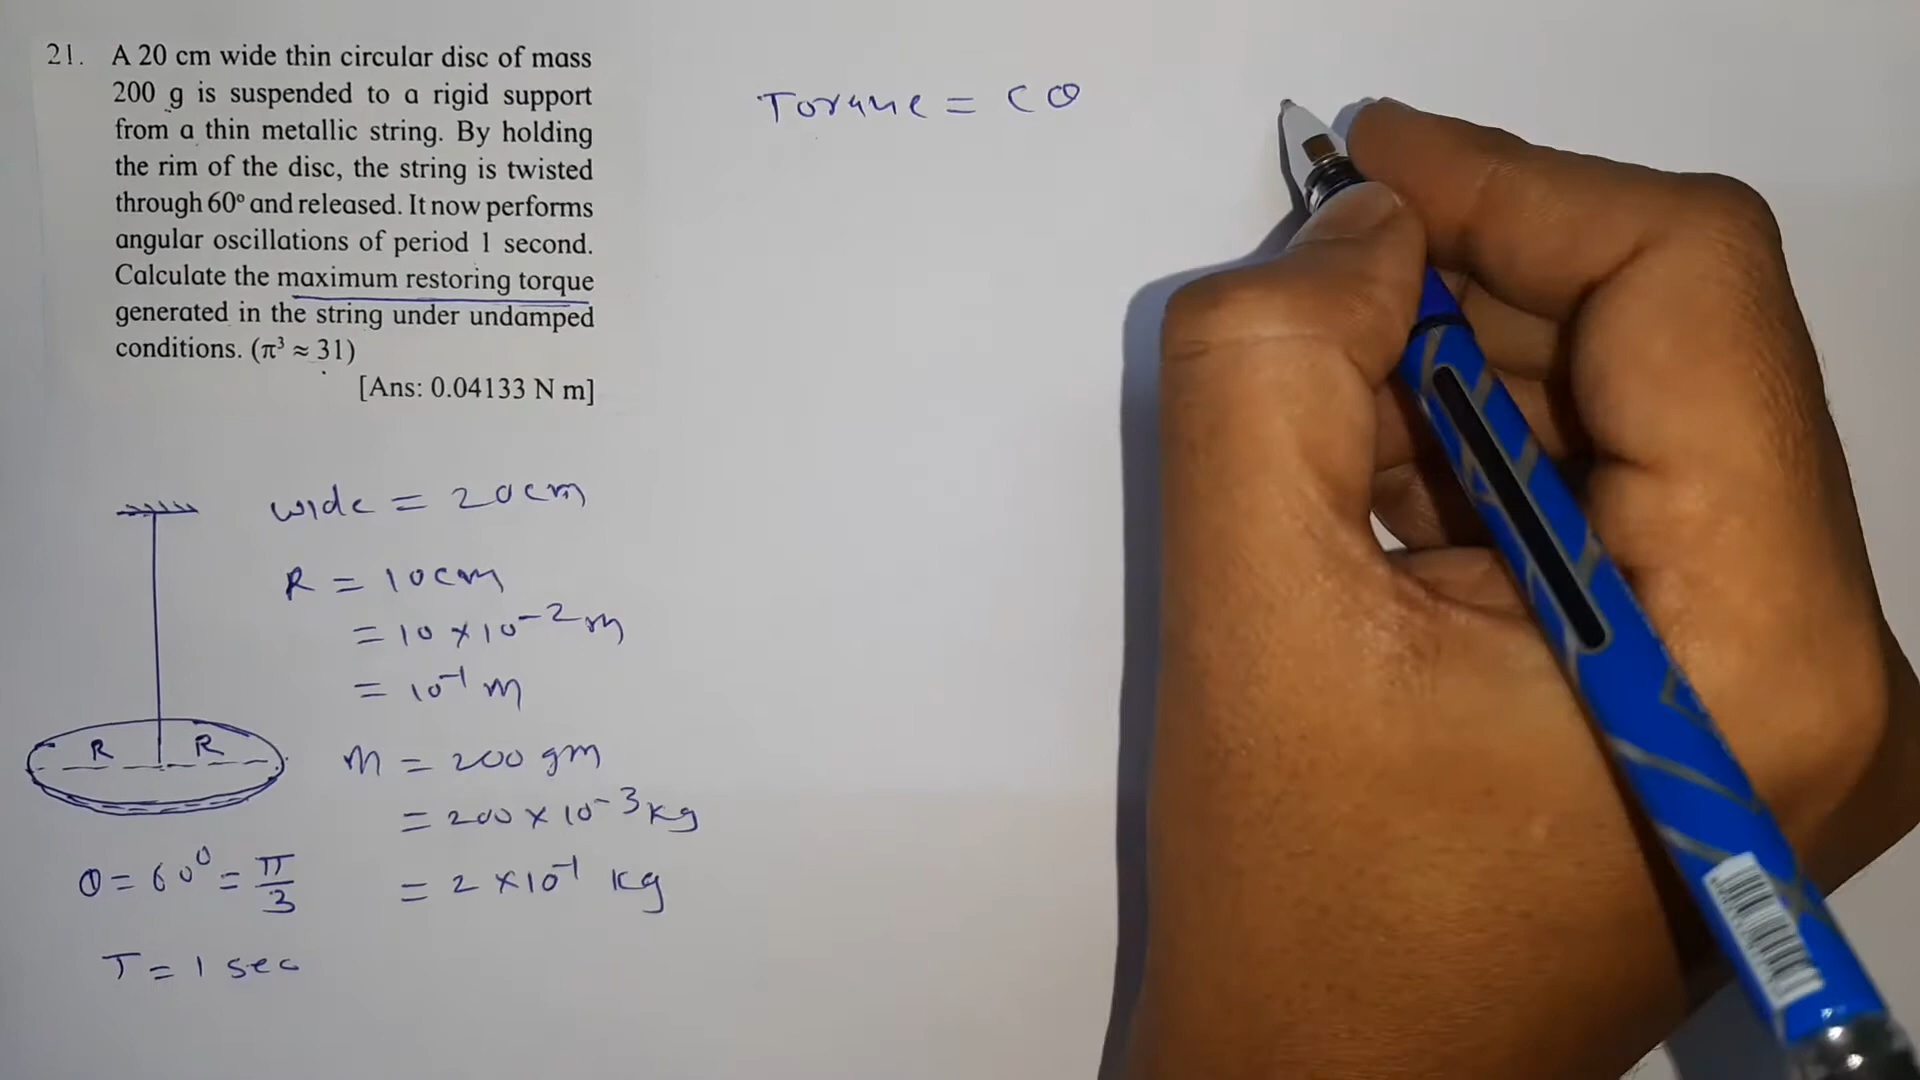 21. A 20 cm wide thin circular disc of mass
200 g is suspended to a rigid support
from a thin metallic string. By holding
the rim of the disc, the string is twisted
through 60° and released. It now performs
angular oscillations of period 1 second.
Calculate the maximum restoring torque
generated in the string under undamped
conditions. (π³ ≈ 31)
[Ans: 0.04133 N m]
Torque = Cθ
wide = 20cm
R = 10cm
= 10 × 10⁻² m
= 10⁻¹ m
R R
m = 200 gm
= 200 × 10⁻³ kg
= 2 × 10⁻¹ kg
θ = 60⁰ = π/3
T = 1 sec